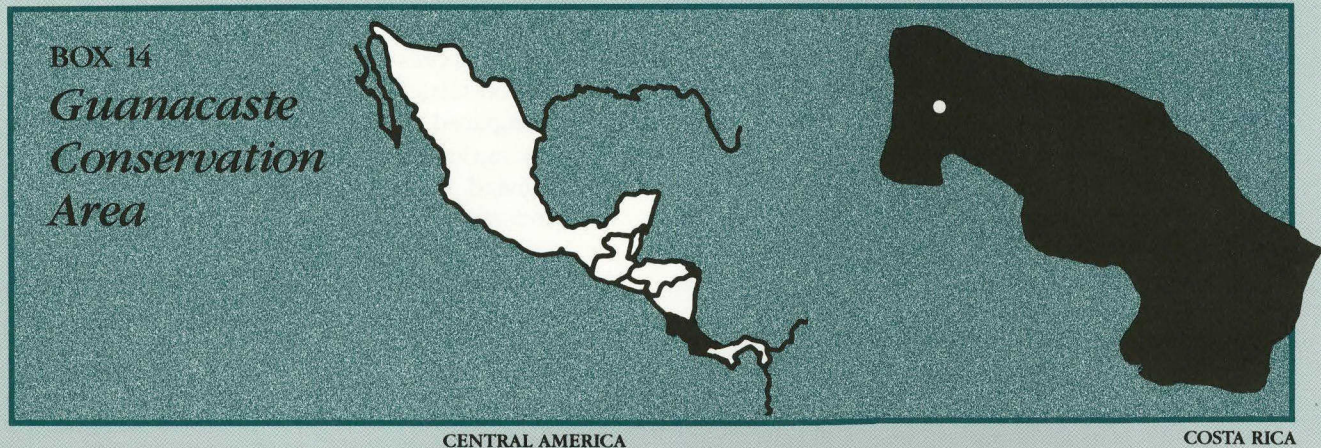 BOX 14
Guanacaste
Conservation
Area
CENTRAL AMERICA
COSTA RICA